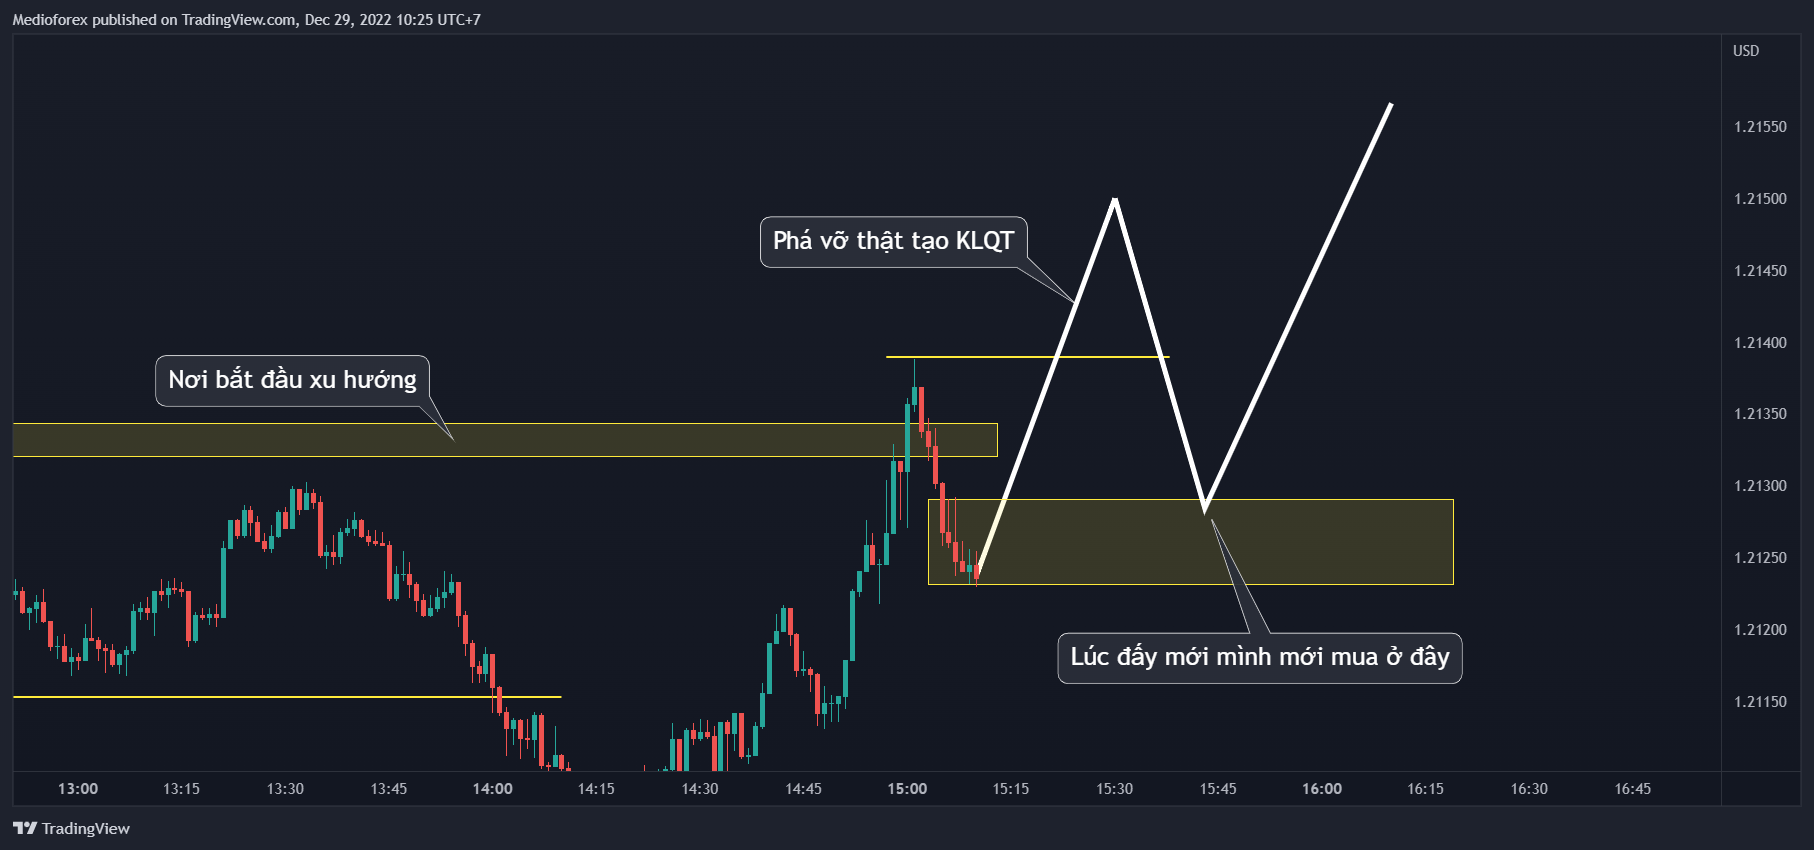 Medioforex published on TradingView.com, Dec 29, 2022 10:25 UTC+7
USD
1.21550
1.21500
Phá vỡ thật tạo KLQT
1.21450
1.21400
Nơi bắt đầu xu hướng
1.21350
1.21300
1.21250
1.21200
Lúc đấy mới mình mới mua ở đây
1.21150
13:00 13:15 13:30 13:45 14:00 14:15 14:30 14:45 15:00 15:15 15:30 15:45 16:00 16:15 16:30 16:45
TradingView